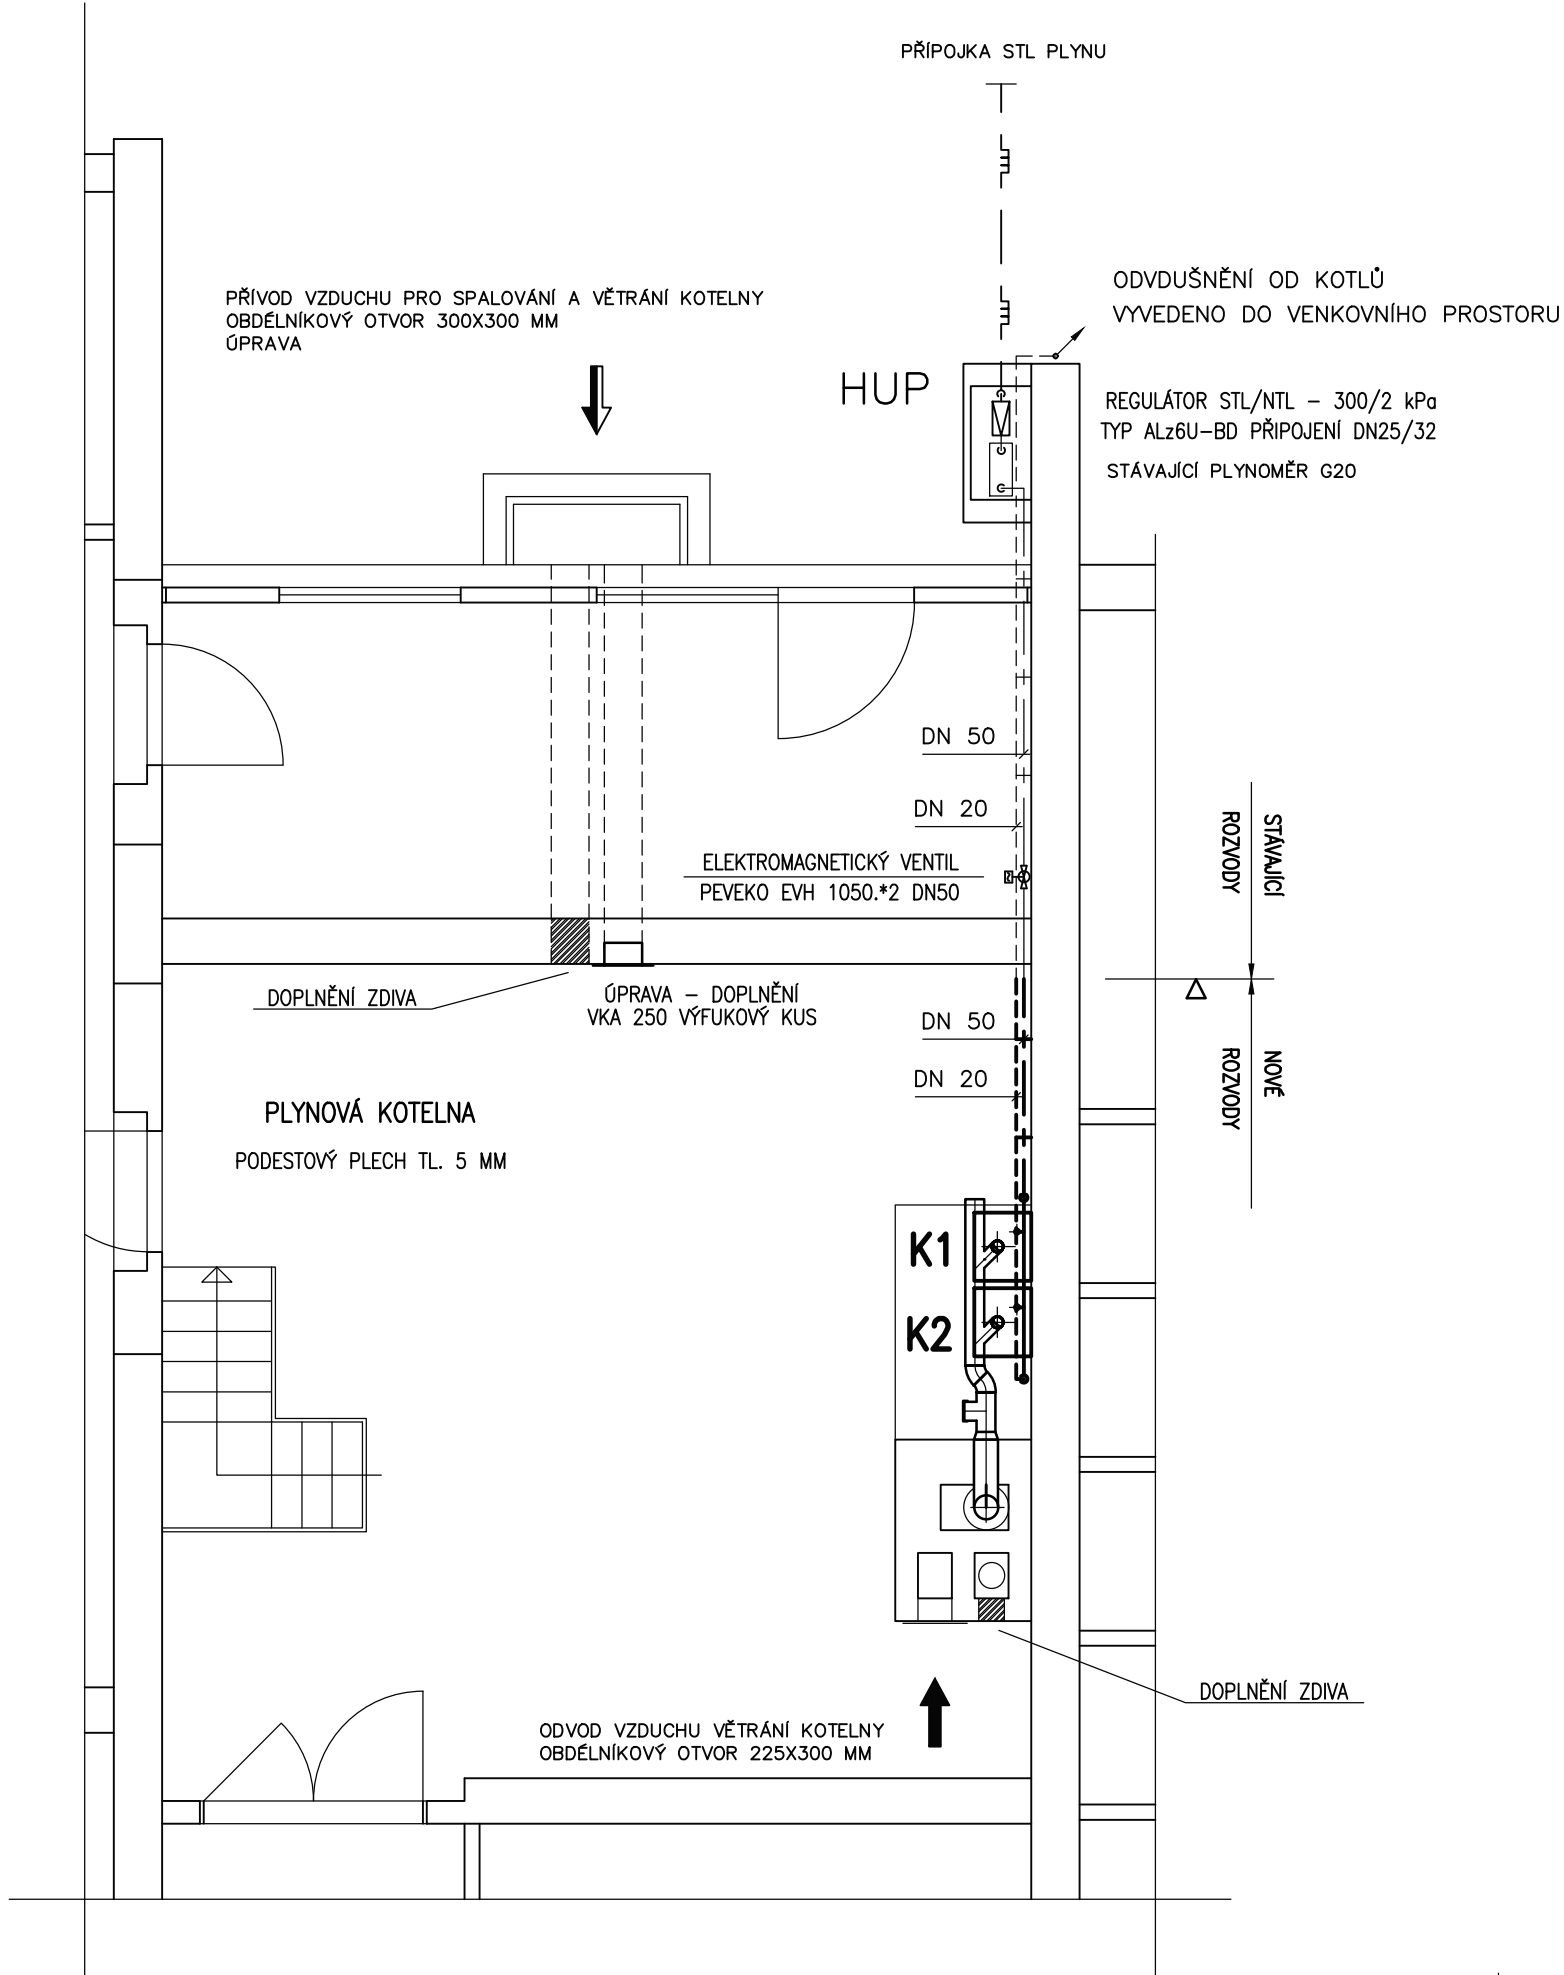 PŘÍPOJKA STL PLYNU
PŘÍVOD VZDUCHU PRO SPALOVÁNÍ A VĚTRÁNÍ KOTELNY
OBDÉLNÍKOVÝ OTVOR 300X300 MM
ÚPRAVA
ODVDUŠNĚNÍ OD KOTLŮ
VYVEDENO DO VENKOVNÍHO PROSTORU
HUP
REGULÁTOR STL/NTL – 300/2 kPa
TYP ALz6U–BD PŘIPOJENÍ DN25/32
STÁVAJÍCÍ PLYNOMĚR G20
DN 50
DN 20
ELEKTROMAGNETICKÝ VENTIL
PEVEKO EVH 1050.*2 DN50
STÁVAJÍCÍ
ROZVODY
DOPLNĚNÍ ZDIVA
ÚPRAVA – DOPLNĚNÍ
VKA 250 VÝFUKOVÝ KUS
DN 50
DN 20
NOVÉ
ROZVODY
PLYNOVÁ KOTELNA
PODESTOVÝ PLECH TL. 5 MM
K1
K2
DOPLNĚNÍ ZDIVA
ODVOD VZDUCHU VĚTRÁNÍ KOTELNY
OBDÉLNÍKOVÝ OTVOR 225X300 MM